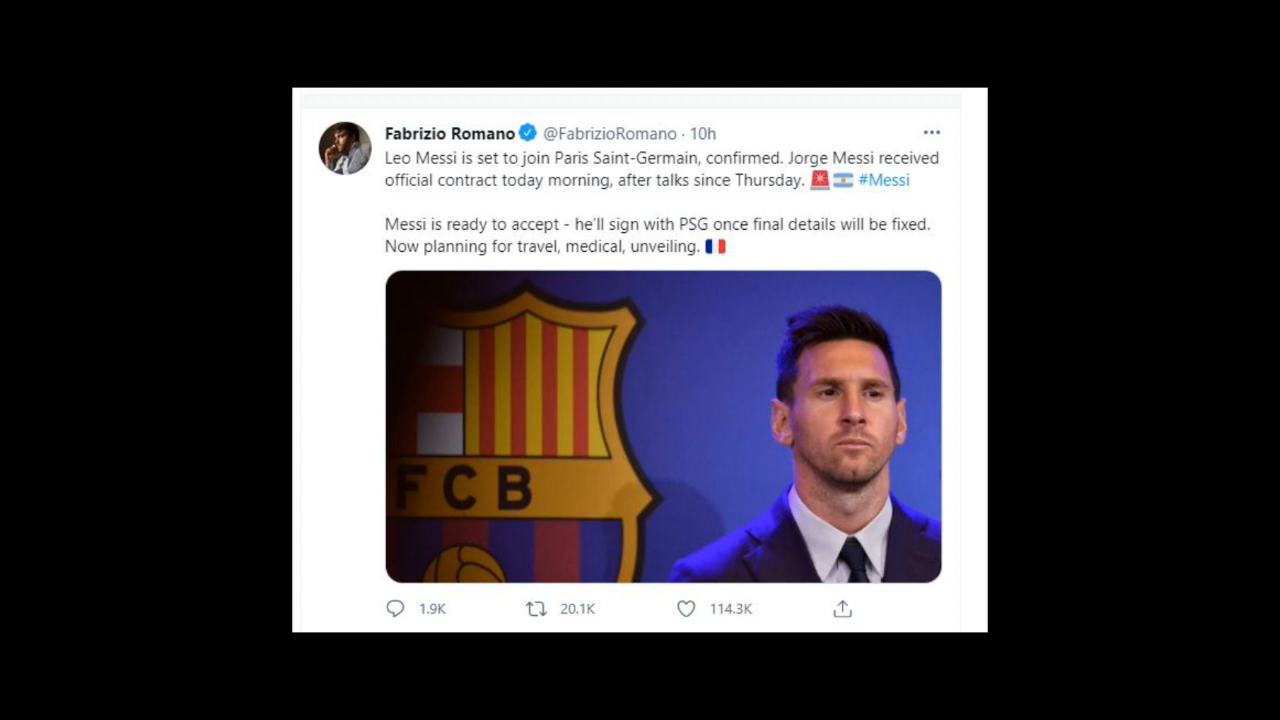 Fabrizio Romano @FabrizioRomano · 10h
Leo Messi is set to join Paris Saint-Germain, confirmed. Jorge Messi received
official contract today morning, after talks since Thursday. 🚨🇦🇷 #Messi
Messi is ready to accept - he'll sign with PSG once final details will be fixed.
Now planning for travel, medical, unveiling. 🇫🇷
FCB
1.9K 20.1K 114.3K